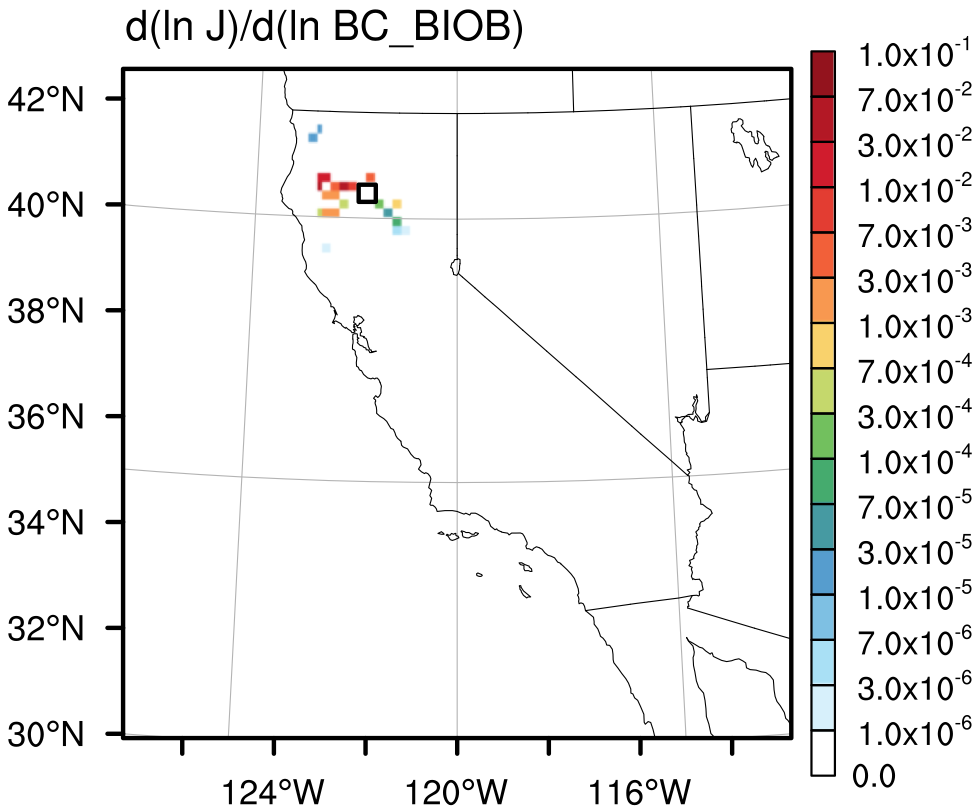 d(ln J)/d(ln BC_BIOB)
42°N
40°N
38°N
36°N
34°N
32°N
30°N
124°W 120°W 116°W
1.0x10⁻¹
7.0x10⁻²
3.0x10⁻²
1.0x10⁻²
7.0x10⁻³
3.0x10⁻³
1.0x10⁻³
7.0x10⁻⁴
3.0x10⁻⁴
1.0x10⁻⁴
7.0x10⁻⁵
3.0x10⁻⁵
1.0x10⁻⁵
7.0x10⁻⁶
3.0x10⁻⁶
1.0x10⁻⁶
0.0